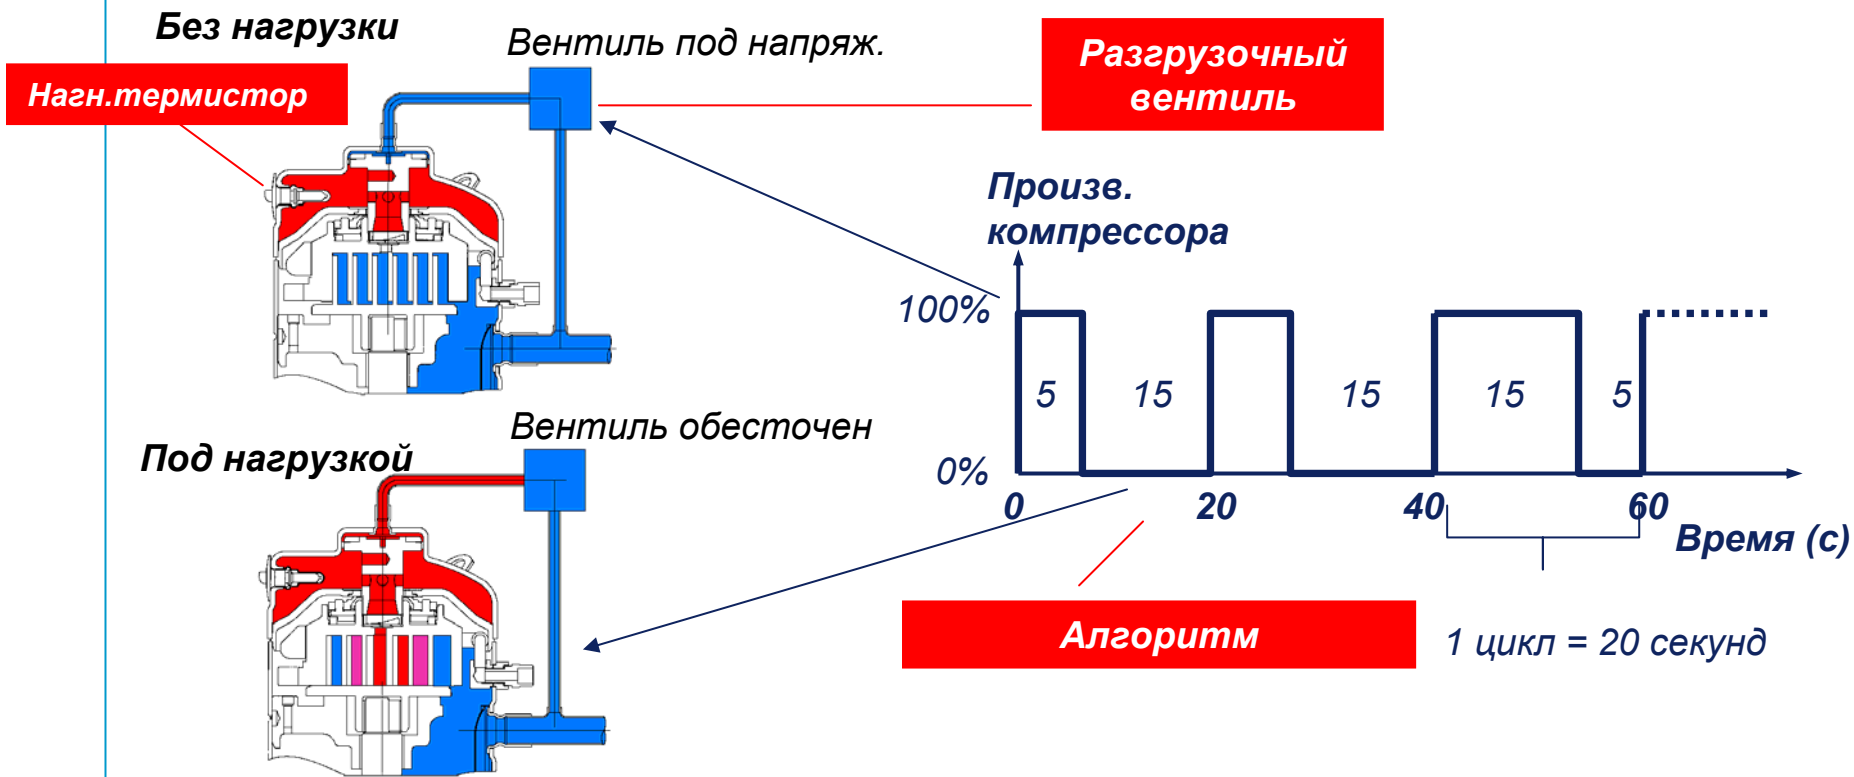 Без нагрузки
Вентиль под напряж.
Разгрузочный
вентиль
Нагн.термистор
Произв.
компрессора
100%
5
15
15
15
5
0%
0
20
40
60
Время (с)
Вентиль обесточен
Под нагрузкой
Алгоритм
1 цикл = 20 секунд